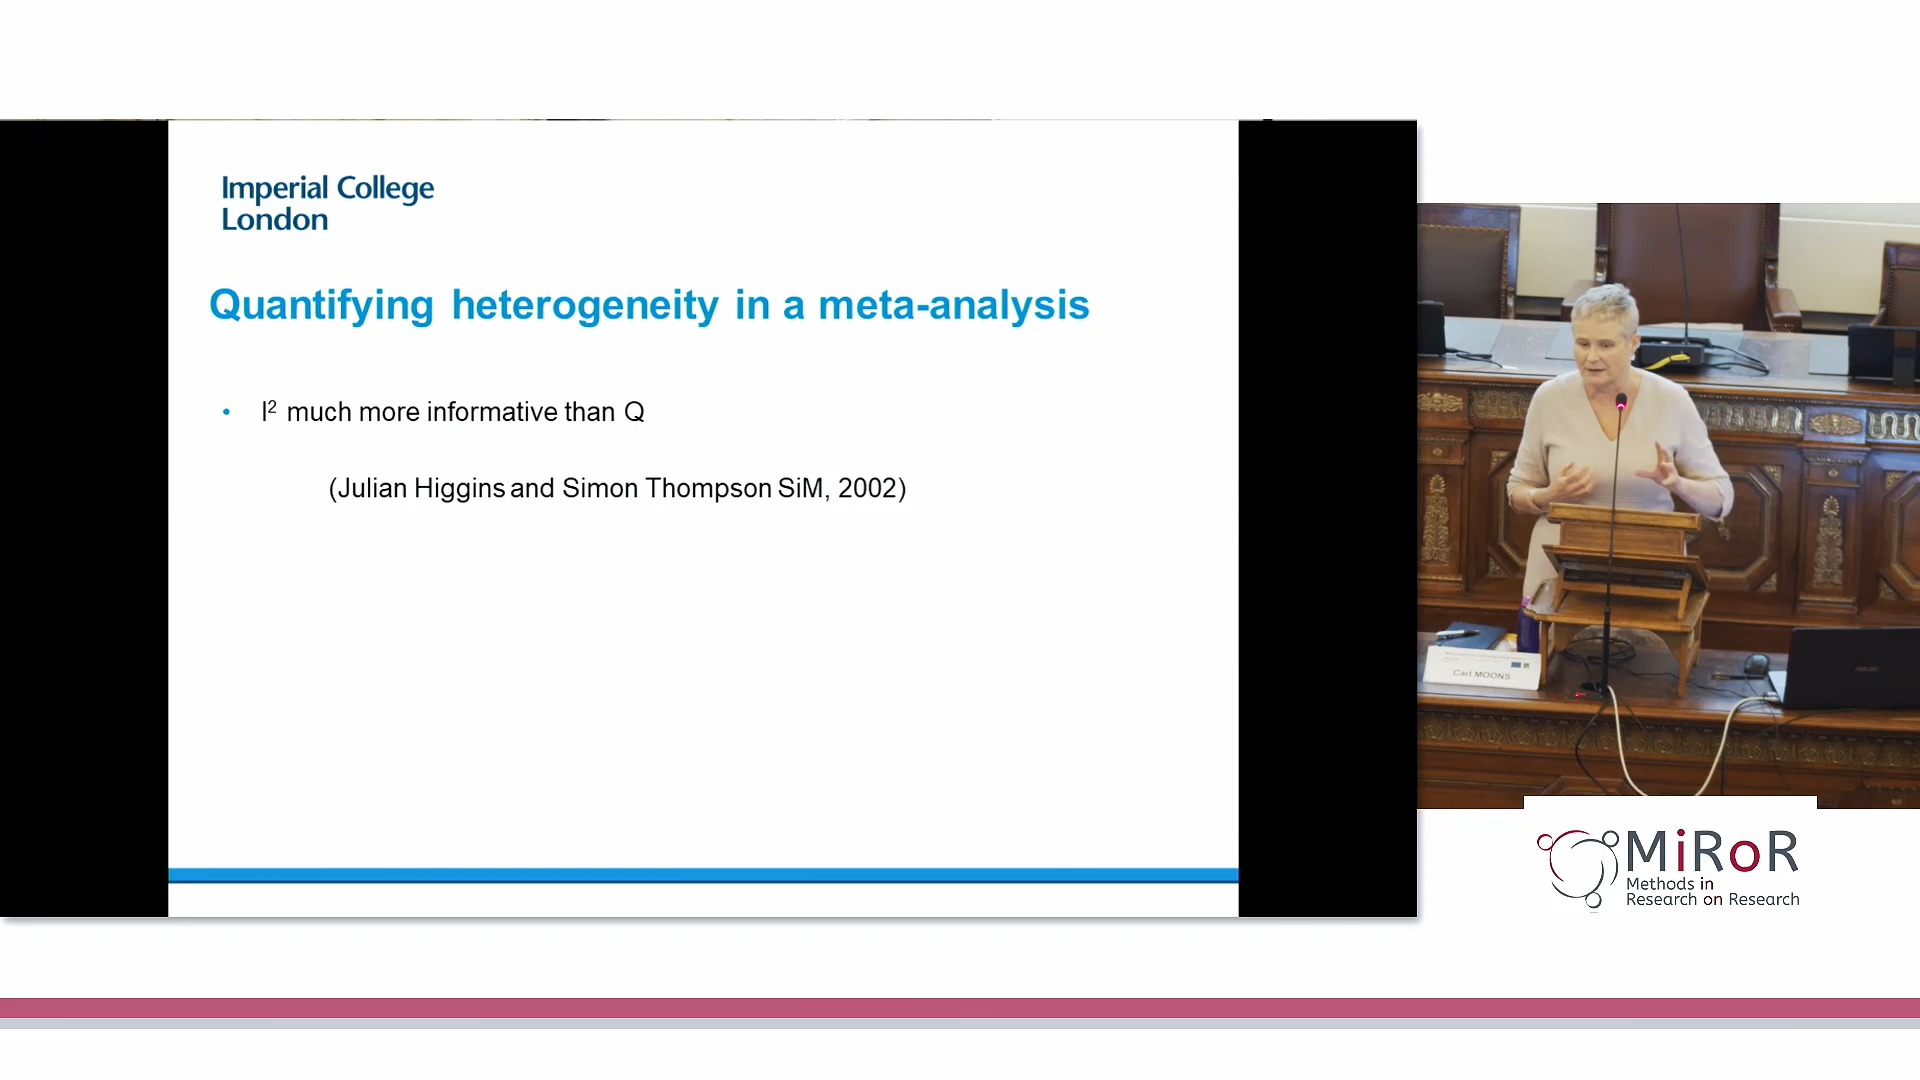 Imperial College
London
Quantifying heterogeneity in a meta-analysis
• I² much more informative than Q
(Julian Higgins and Simon Thompson SiM, 2002)
Carl MOONS
MiRoR
Methods in
Research on Research